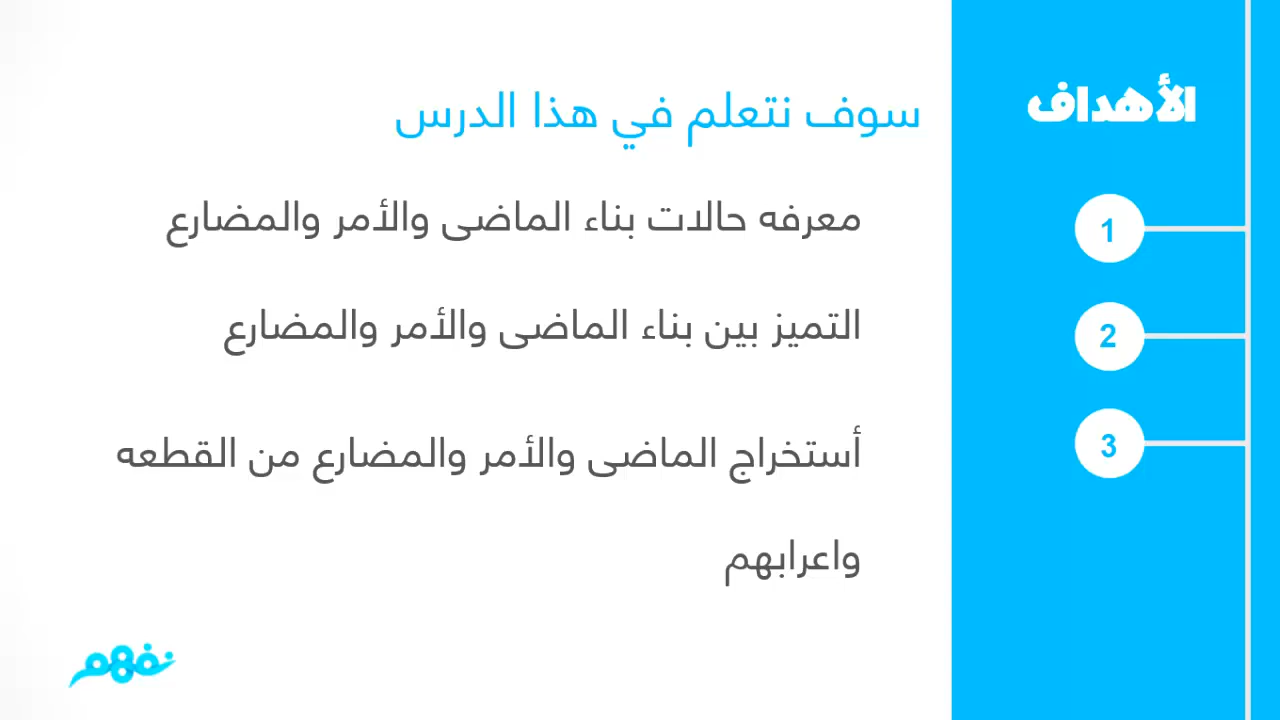 الأهداف
سوف نتعلم في هذا الدرس
1
معرفه حالات بناء الماضى والأمر والمضارع
2
التميز بين بناء الماضى والأمر والمضارع
3
أستخراج الماضى والأمر والمضارع من القطعه
واعرابهم
نفهم